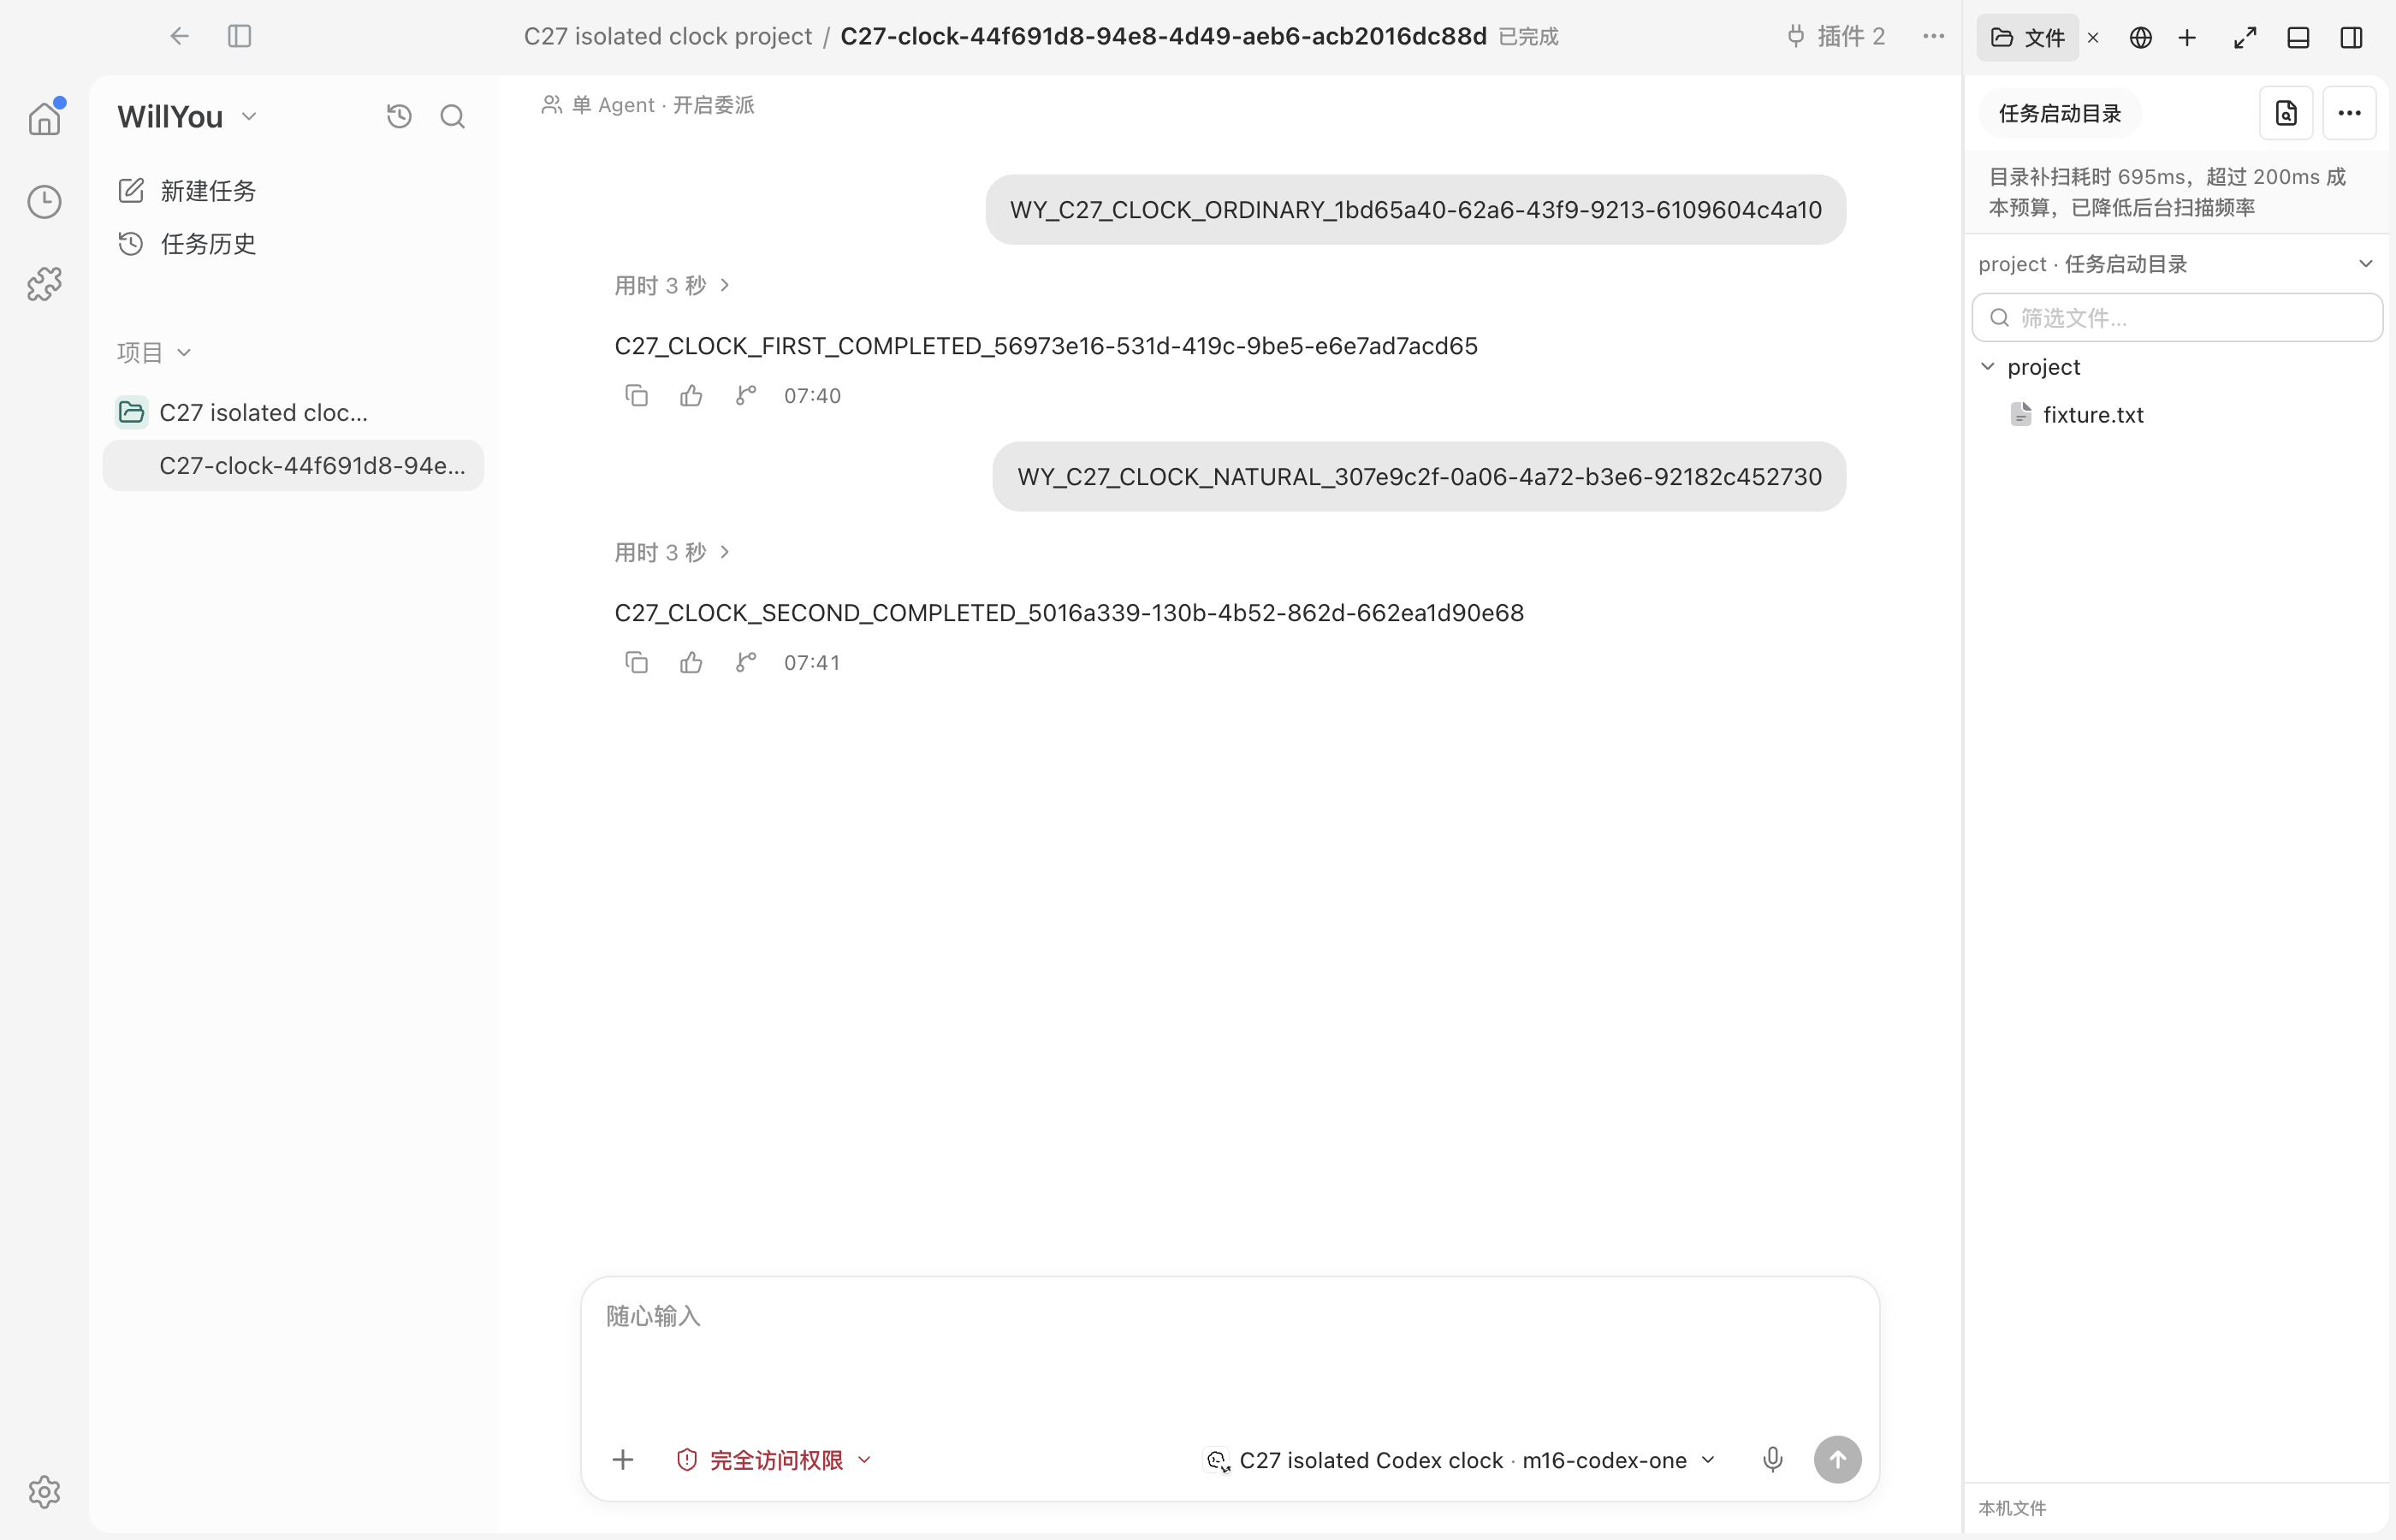 C27 isolated clock project / C27-clock-44f691d8-94e8-4d49-aeb6-acb2016dc88d 已完成
插件 2
文件
WillYou
新建任务
任务历史
项目
C27 isolated cloc...
C27-clock-44f691d8-94e...
单 Agent · 开启委派
WY_C27_CLOCK_ORDINARY_1bd65a40-62a6-43f9-9213-6109604c4a10
用时 3 秒
C27_CLOCK_FIRST_COMPLETED_56973e16-531d-419c-9be5-e6e7ad7acd65
07:40
WY_C27_CLOCK_NATURAL_307e9c2f-0a06-4a72-b3e6-92182c452730
用时 3 秒
C27_CLOCK_SECOND_COMPLETED_5016a339-130b-4b52-862d-662ea1d90e68
07:41
随心输入
完全访问权限
C27 isolated Codex clock · m16-codex-one
任务启动目录
目录补扫耗时 695ms，超过 200ms 成
本预算，已降低后台扫描频率
project · 任务启动目录
筛选文件...
project
fixture.txt
本机文件